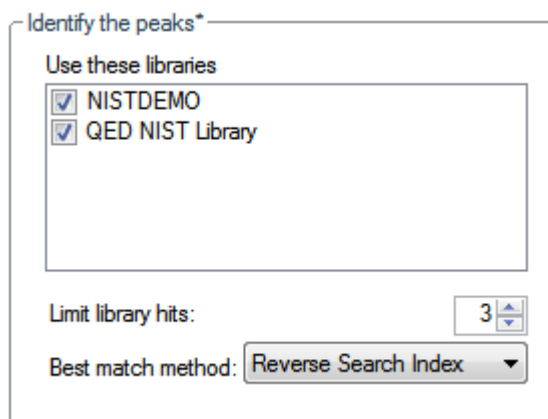 Identify the peaks*
Use these libraries
NISTDEMO
QED NIST Library
Limit library hits: 3
Best match method: Reverse Search Index